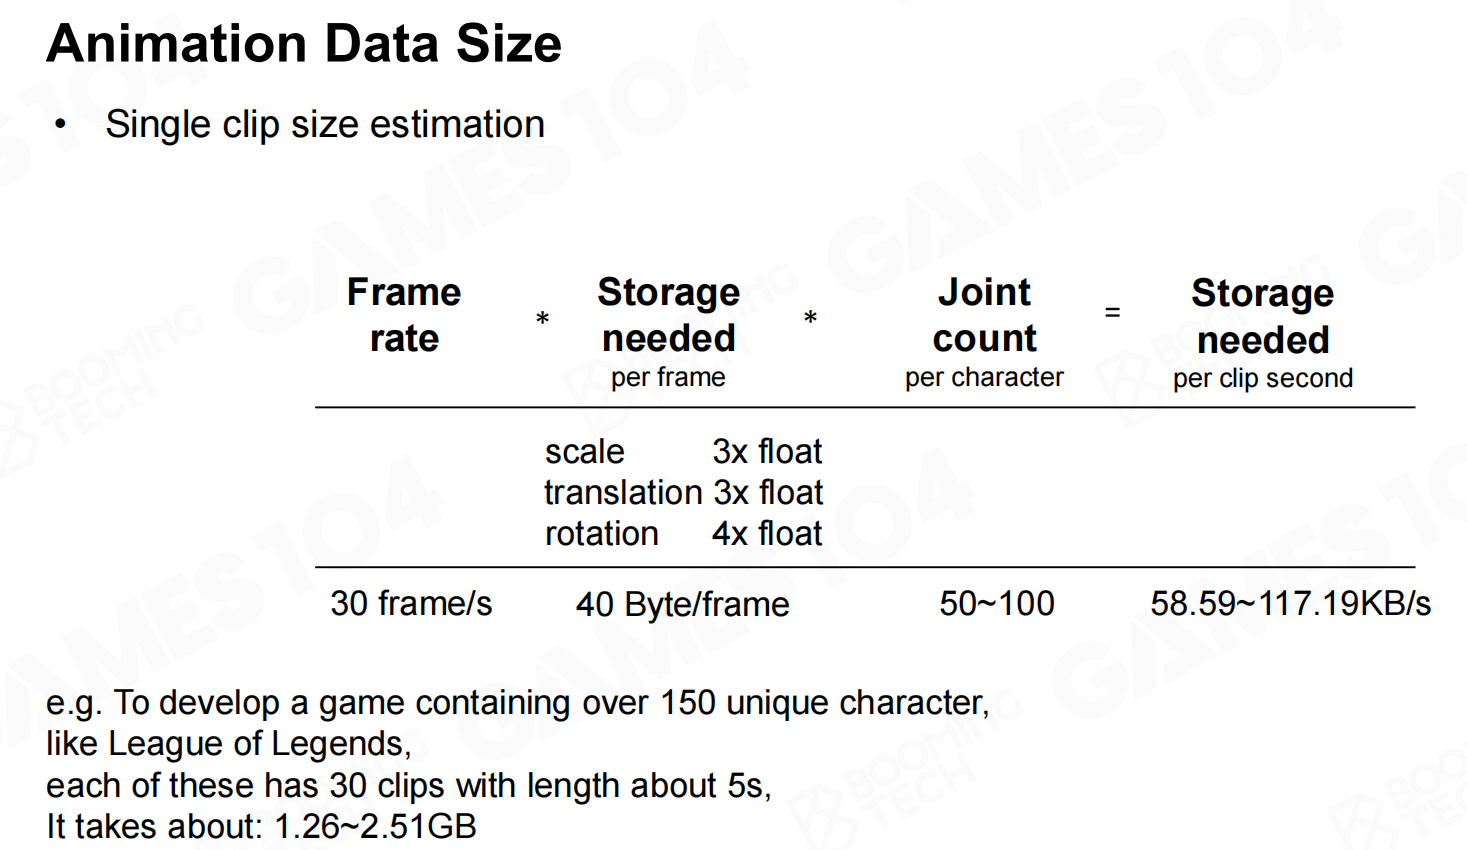 Animation Data Size
• Single clip size estimation
Frame rate * Storage needed per frame * Joint count per character = Storage needed per clip second
scale 3x float
translation 3x float
rotation 4x float
30 frame/s 40 Byte/frame 50~100 58.59~117.19KB/s
e.g. To develop a game containing over 150 unique character,
like League of Legends,
each of these has 30 clips with length about 5s,
It takes about: 1.26~2.51GB
GAMES104
BOOMING TECH